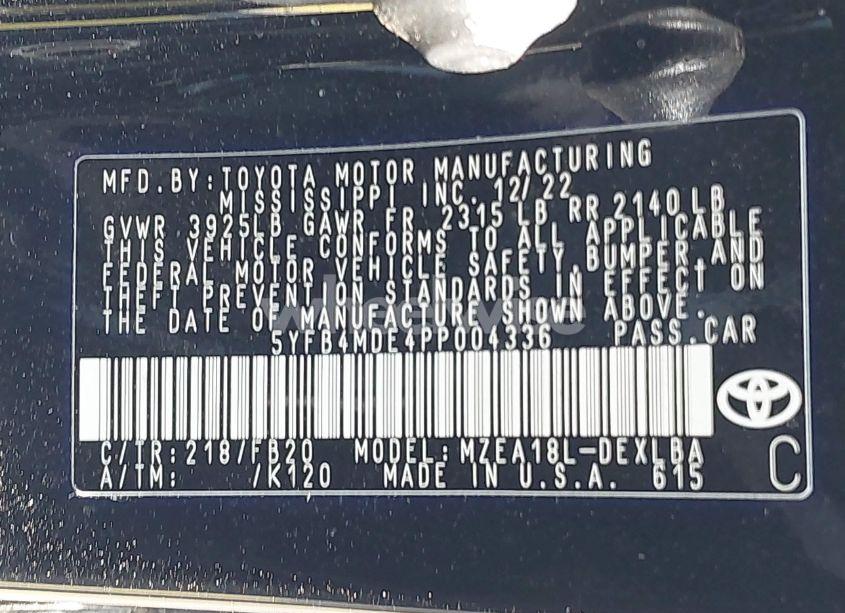 MFD. BY: TOYOTA MOTOR MANUFACTURING
MISSISSIPPI INC. 12/22
GVWR 3925LB GAWR FR 2315 LB RR 2140 LB
THIS VEHICLE CONFORMS TO ALL APPLICABLE
FEDERAL MOTOR VEHICLE SAFETY, BUMPER AND
THEFT PREVENTION STANDARDS IN EFFECT ON
THE DATE OF MANUFACTURE SHOWN ABOVE.
5YFB4MDE4PP004336 PASS. CAR
C/TR: 218/FB20 MODEL: MZEA18L-DEXLBA
A/TM: /K120 MADE IN U.S.A. 615
C